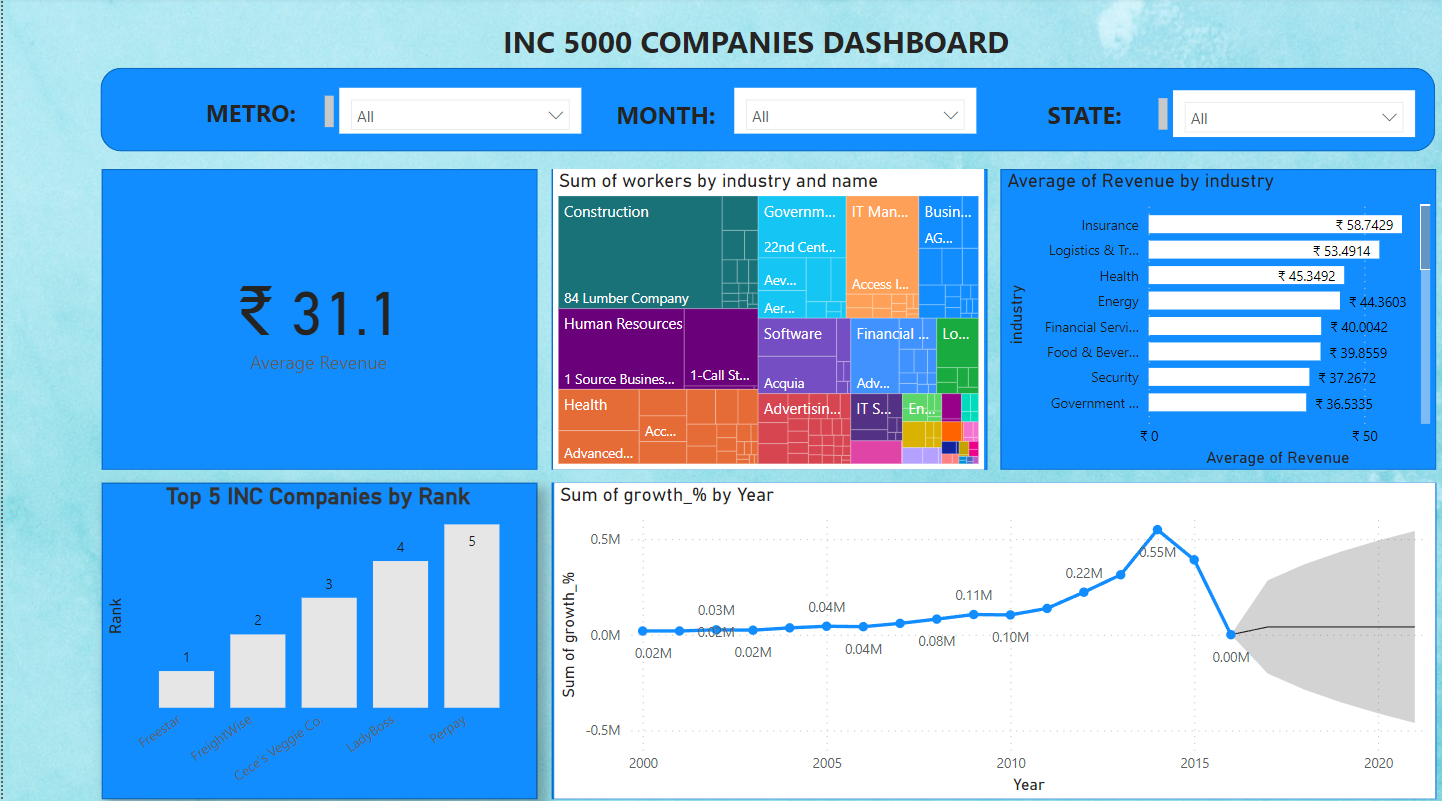 INC 5000 COMPANIES DASHBOARD
METRO:
All
MONTH:
All
STATE:
All
₹ 31.1
Average Revenue
Sum of workers by industry and name
Construction
84 Lumber Company
Human Resources
1 Source Busines...
1-Call St...
Health
Acc...
Advanced...
Governm...
22nd Cent...
Aev...
Aer...
IT Man...
Access I...
Busin...
AG...
Software
Acquia
Financial ...
Adv...
Lo...
Advertisin...
IT S...
En...
Average of Revenue by industry
industry
Insurance ₹ 58.7429
Logistics & Tr... ₹ 53.4914
Health ₹ 45.3492
Energy ₹ 44.3603
Financial Servi... ₹ 40.0042
Food & Bever... ₹ 39.8559
Security ₹ 37.2672
Government ... ₹ 36.5335
₹ 0 ₹ 50
Average of Revenue
Top 5 INC Companies by Rank
Rank
1
2
3
4
5
Freestar
FreightWise
Cece's Veggie Co.
LadyBoss
Perpay
Sum of growth_% by Year
Sum of growth_%
0.5M
0.0M
-0.5M
0.02M
0.03M
0.02M
0.02M
0.04M
0.04M
0.08M
0.11M
0.10M
0.22M
0.55M
0.00M
2000 2005 2010 2015 2020
Year